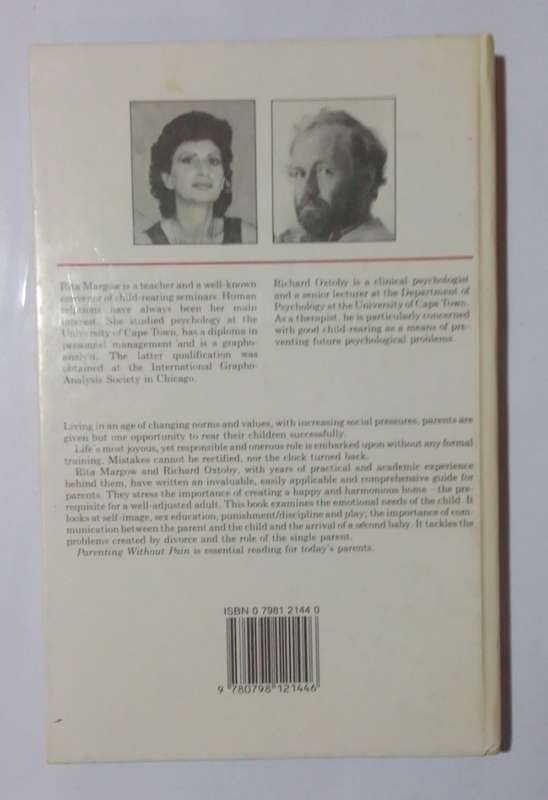 Rita Margow is a teacher and a well-known
convenor of child-rearing seminars. Human
relations have always been her main
interest. She studied psychology at the
University of Cape Town, has a diploma in
personnel management and is a grapho-
analyst. The latter qualification was
obtained at the International Grapho-
Analysis Society in Chicago.
Richard Oxtoby is a clinical psychologist
and a senior lecturer at the Department of
Psychology at the University of Cape Town.
As a therapist, he is particularly concerned
with good child-rearing as a means of pre-
venting future psychological problems.
Living in an age of changing norms and values, with increasing social pressures, parents are
given but one opportunity to rear their children successfully.
Life's most joyous, yet responsible and onerous role is embarked upon without any formal
training. Mistakes cannot be rectified, nor the clock turned back.
Rita Margow and Richard Oxtoby, with years of practical and academic experience
behind them, have written an invaluable, easily applicable and comprehensive guide for
parents. They stress the importance of creating a happy and harmonious home – the pre-
requisite for a well-adjusted adult. This book examines the emotional needs of the child. It
looks at self-image, sex education, punishment/discipline and play; the importance of com-
munication between the parent and the child and the arrival of a second baby. It tackles the
problems created by divorce and the role of the single parent.
Parenting Without Pain is essential reading for today's parents.
ISBN 0 7981 2144 0
9 780798 121446